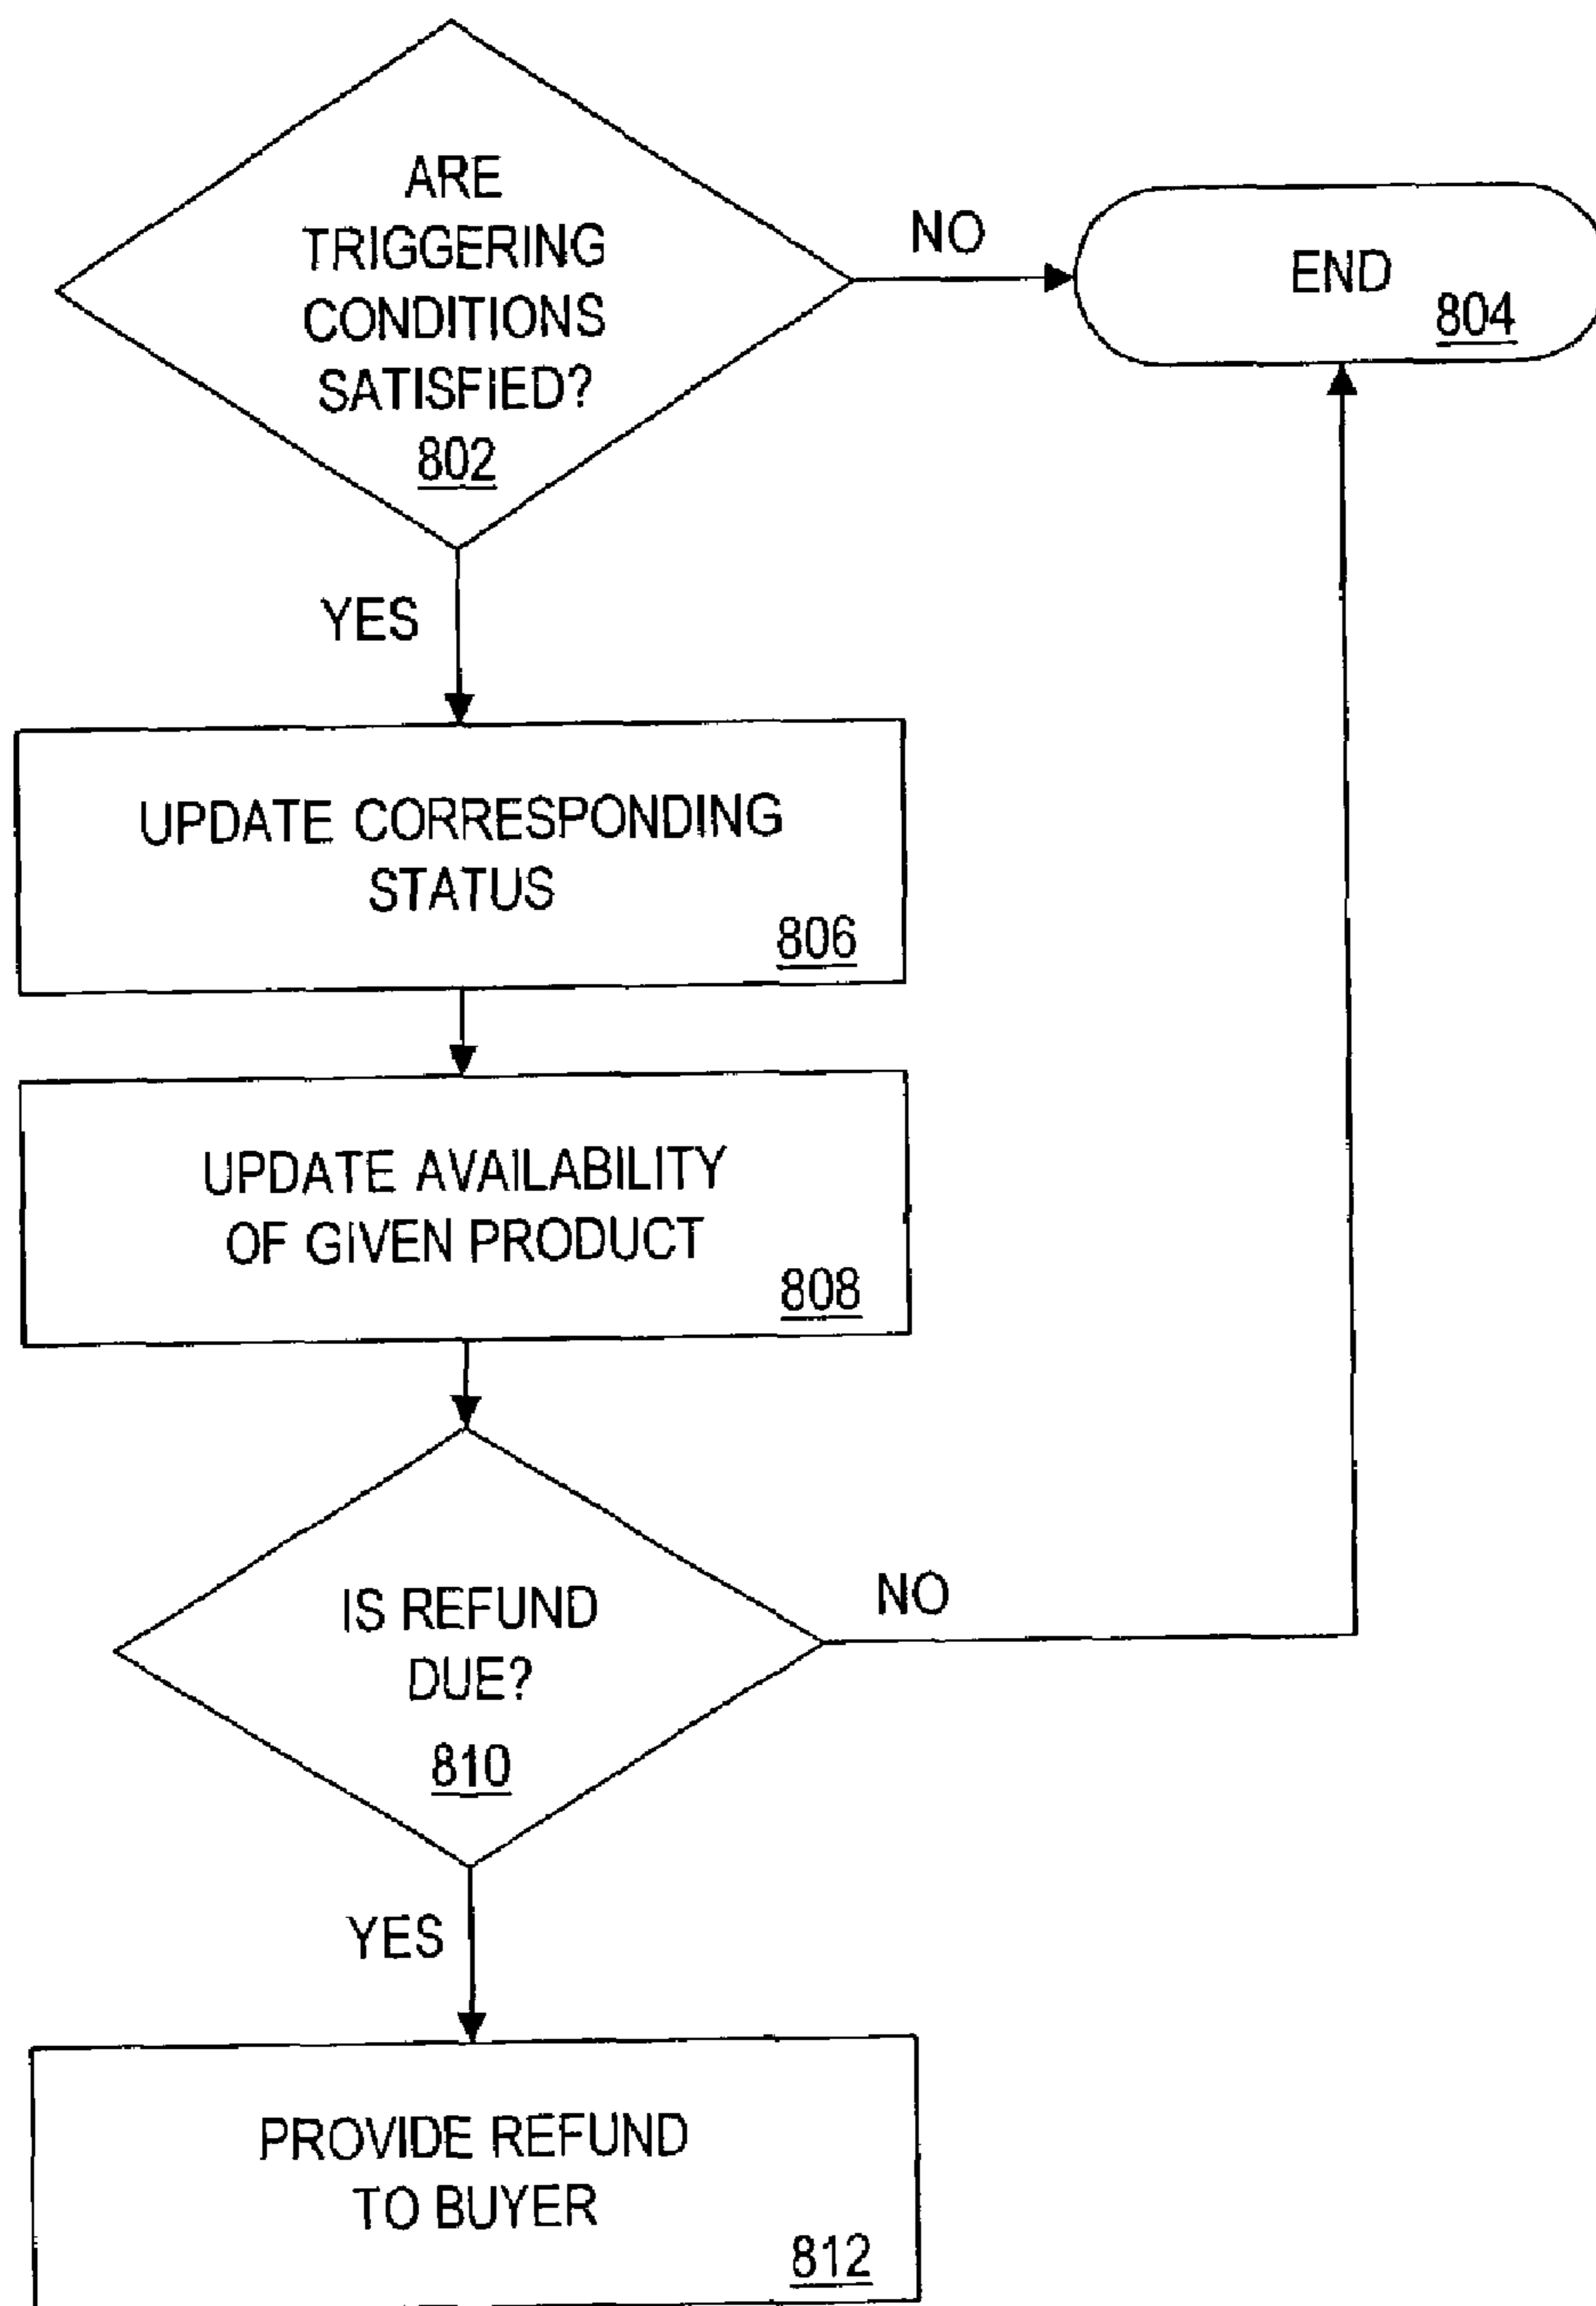 ARE
TRIGGERING
CONDITIONS
SATISFIED?
802
NO
END
804
YES
UPDATE CORRESPONDING
STATUS
806
UPDATE AVAILABILITY
OF GIVEN PRODUCT
808
IS REFUND
DUE?
810
NO
YES
PROVIDE REFUND
TO BUYER
812